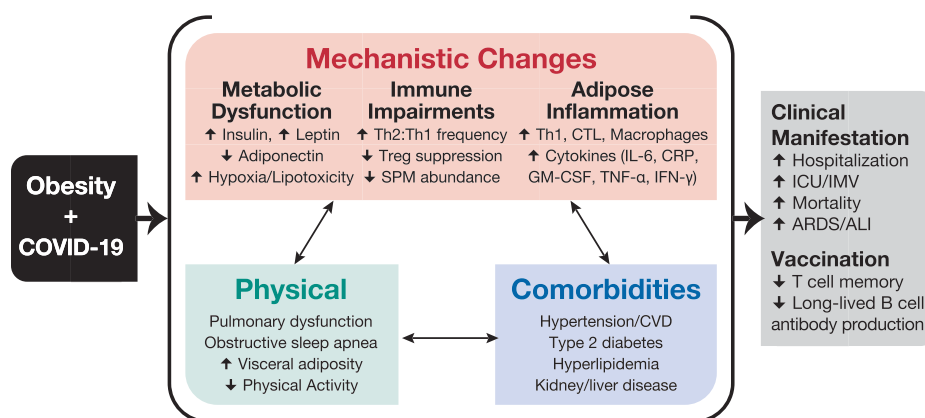 Obesity
+
COVID-19
Mechanistic Changes
Metabolic
Dysfunction
↑ Insulin, ↑ Leptin
↓ Adiponectin
↑ Hypoxia/Lipotoxicity
Immune
Impairments
↑ Th2:Th1 frequency
↓ Treg suppression
↓ SPM abundance
Adipose
Inflammation
↑ Th1, CTL, Macrophages
↑ Cytokines (IL-6, CRP,
GM-CSF, TNF-α, IFN-γ)
Physical
Pulmonary dysfunction
Obstructive sleep apnea
↑ Visceral adiposity
↓ Physical Activity
Comorbidities
Hypertension/CVD
Type 2 diabetes
Hyperlipidemia
Kidney/liver disease
Clinical
Manifestation
↑ Hospitalization
↑ ICU/IMV
↑ Mortality
↑ ARDS/ALI
Vaccination
↓ T cell memory
↓ Long-lived B cell
antibody production